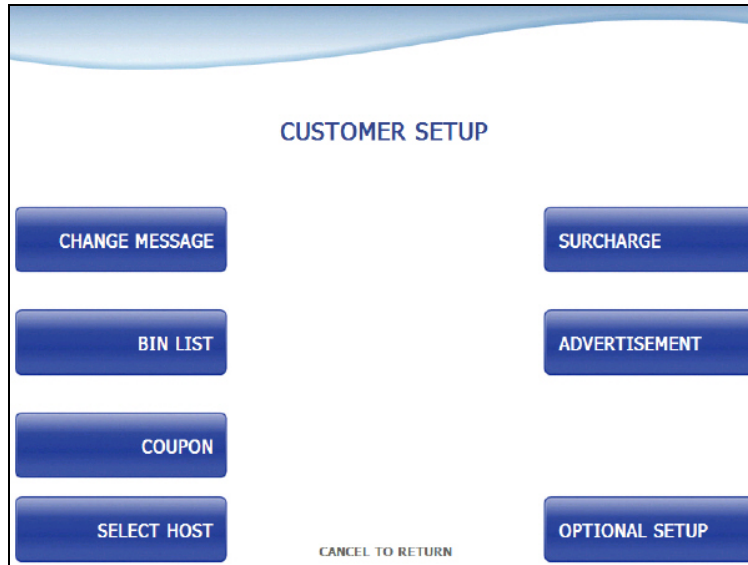 CUSTOMER SETUP
CHANGE MESSAGE
SURCHARGE
BIN LIST
ADVERTISEMENT
COUPON
SELECT HOST
OPTIONAL SETUP
CANCEL TO RETURN